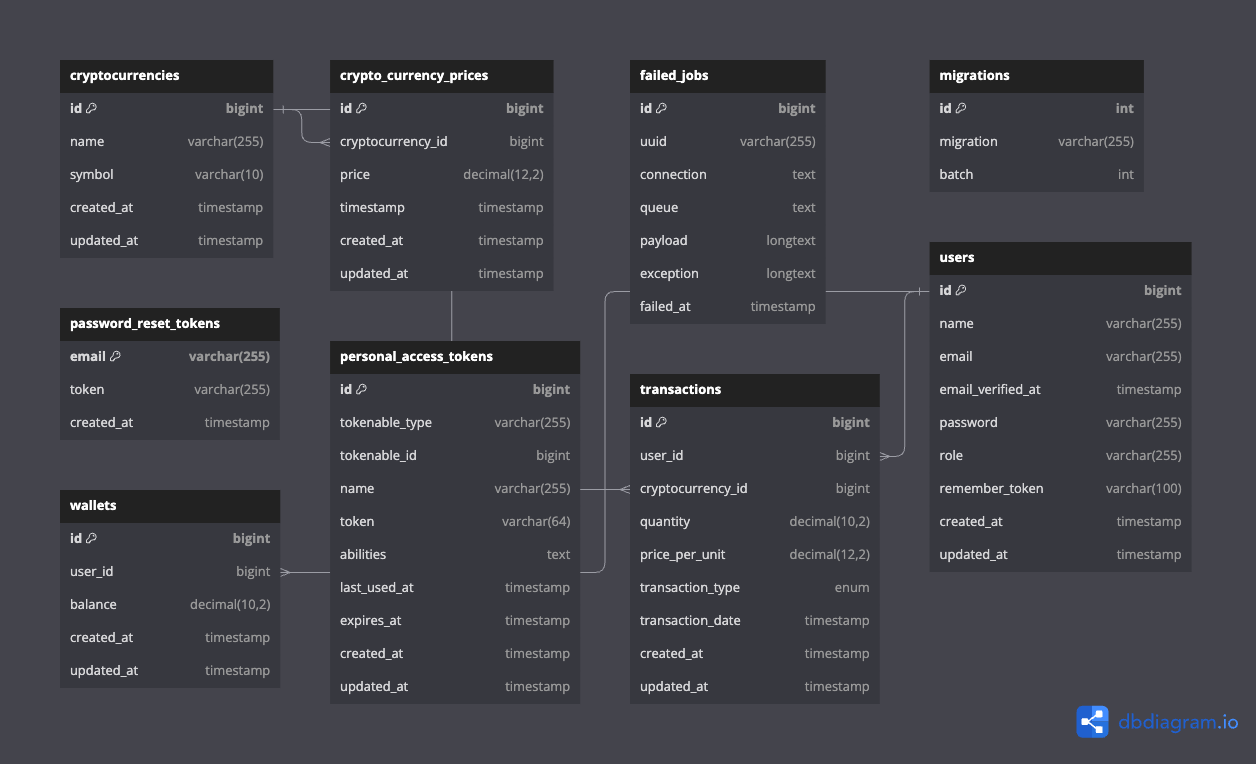 cryptocurrencies
id bigint
name varchar(255)
symbol varchar(10)
created_at timestamp
updated_at timestamp
crypto_currency_prices
id bigint
cryptocurrency_id bigint
price decimal(12,2)
timestamp timestamp
created_at timestamp
updated_at timestamp
failed_jobs
id bigint
uuid varchar(255)
connection text
queue text
payload longtext
exception longtext
failed_at timestamp
migrations
id int
migration varchar(255)
batch int
users
id bigint
name varchar(255)
email varchar(255)
email_verified_at timestamp
password varchar(255)
role varchar(255)
remember_token varchar(100)
created_at timestamp
updated_at timestamp
password_reset_tokens
email varchar(255)
token varchar(255)
created_at timestamp
personal_access_tokens
id bigint
tokenable_type varchar(255)
tokenable_id bigint
name varchar(255)
token varchar(64)
abilities text
last_used_at timestamp
expires_at timestamp
created_at timestamp
updated_at timestamp
transactions
id bigint
user_id bigint
cryptocurrency_id bigint
quantity decimal(10,2)
price_per_unit decimal(12,2)
transaction_type enum
transaction_date timestamp
created_at timestamp
updated_at timestamp
wallets
id bigint
user_id bigint
balance decimal(10,2)
created_at timestamp
updated_at timestamp
dbdiagram.io